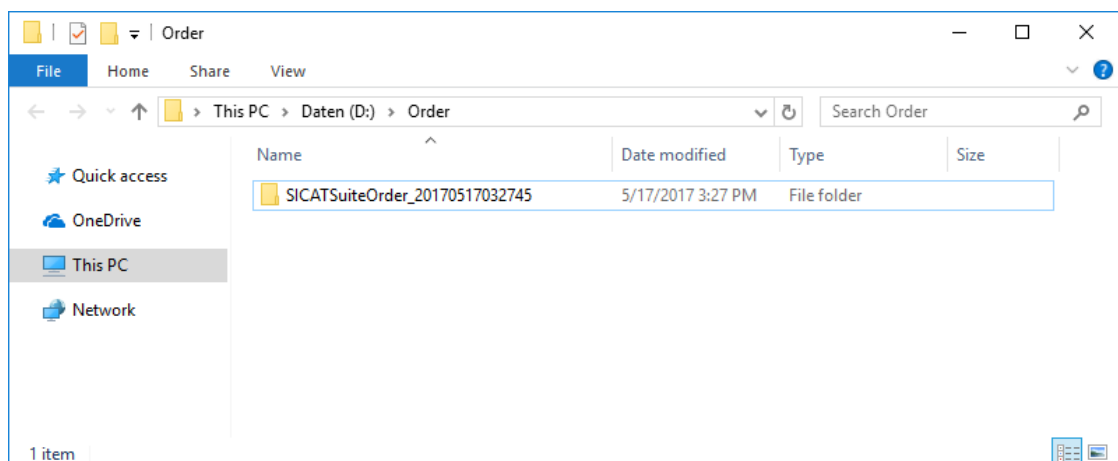 Order
File Home Share View
This PC > Daten (D:) > Order Search Order
Name Date modified Type Size
Quick access
SICATSuiteOrder_20170517032745 5/17/2017 3:27 PM File folder
OneDrive
This PC
Network
1 item